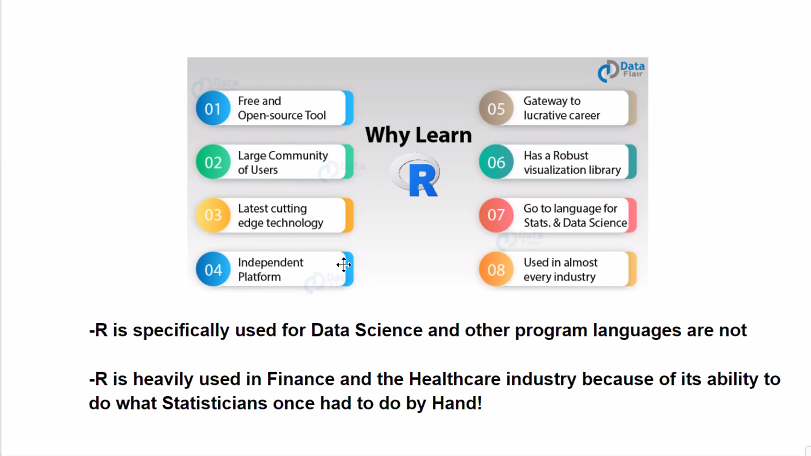 Data
Flair
Why Learn
R
01
Free and
Open-source Tool
02
Large Community
of Users
03
Latest cutting
edge technology
04
Independent
Platform
05
Gateway to
lucrative career
06
Has a Robust
visualization library
07
Go to language for
Stats. & Data Science
08
Used in almost
every industry
-R is specifically used for Data Science and other program languages are not
-R is heavily used in Finance and the Healthcare industry because of its ability to
do what Statisticians once had to do by Hand!